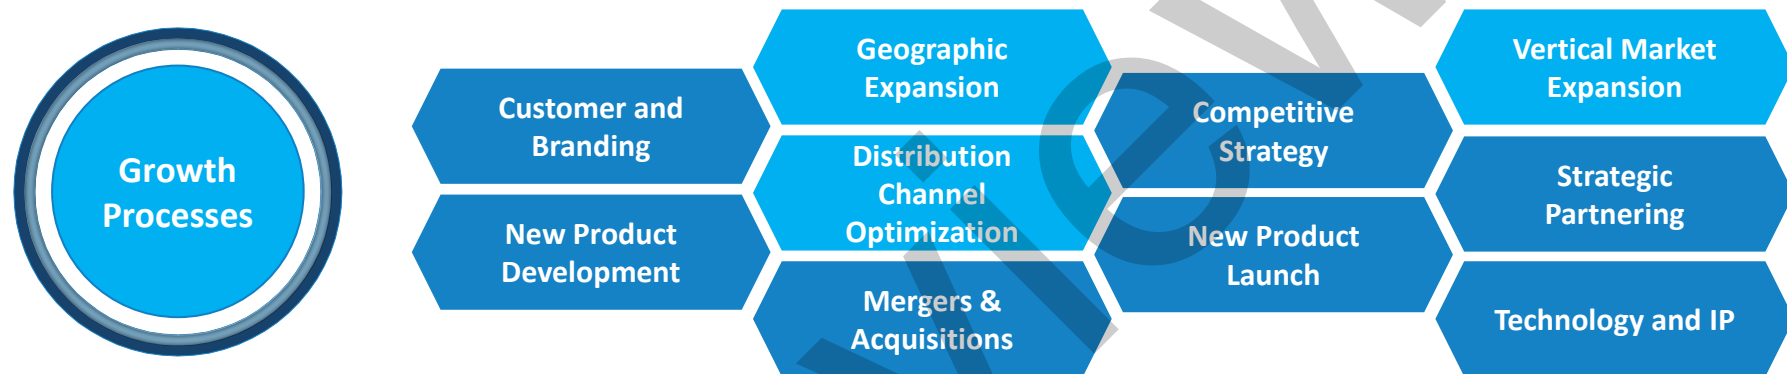 Growth
Processes
Customer and
Branding
New Product
Development
Geographic
Expansion
Distribution
Channel
Optimization
Mergers &
Acquisitions
Competitive
Strategy
New Product
Launch
Vertical Market
Expansion
Strategic
Partnering
Technology and IP